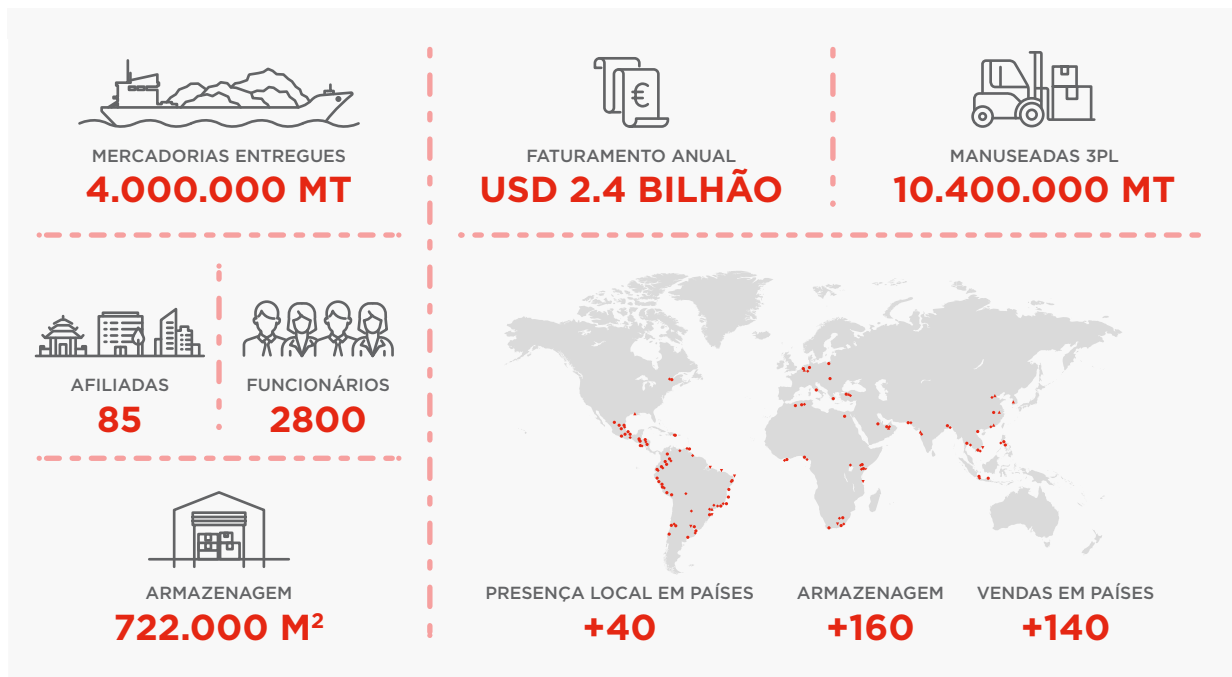 MERCADORIAS ENTREGUES
4.000.000 MT
FATURAMENTO ANUAL
€
USD 2.4 BILHÃO
MANUSEADAS 3PL
10.400.000 MT
AFILIADAS
85
FUNCIONÁRIOS
2800
ARMAZENAGEM
722.000 M²
PRESENÇA LOCAL EM PAÍSES
+40
ARMAZENAGEM
+160
VENDAS EM PAÍSES
+140